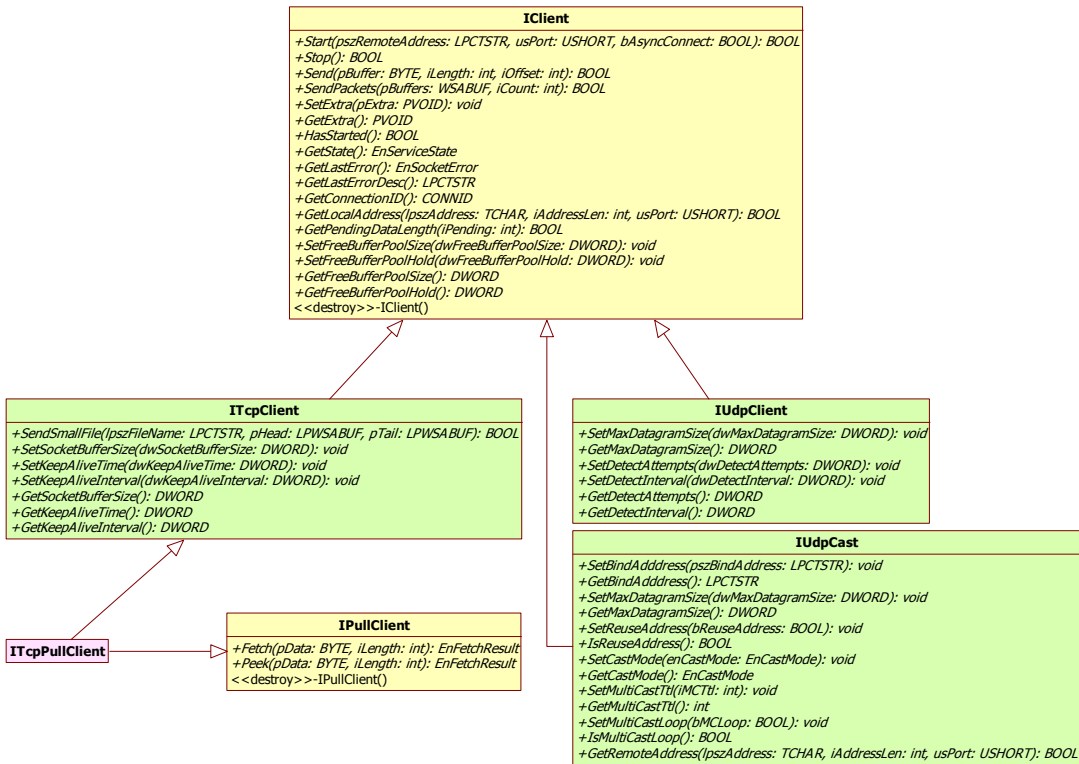 IClient
+Start(pszRemoteAddress: LPCTSTR, usPort: USHORT, bAsyncConnect: BOOL): BOOL
+Stop(): BOOL
+Send(pBuffer: BYTE, iLength: int, iOffset: int): BOOL
+SendPackets(pBuffers: WSABUF, iCount: int): BOOL
+SetExtra(pExtra: PVOID): void
+GetExtra(): PVOID
+HasStarted(): BOOL
+GetState(): EnServiceState
+GetLastError(): EnSocketError
+GetLastErrorDesc(): LPCTSTR
+GetConnectionID(): CONNID
+GetLocalAddress(lpszAddress: TCHAR, iAddressLen: int, usPort: USHORT): BOOL
+GetPendingDataLength(iPending: int): BOOL
+SetFreeBufferPoolSize(dwFreeBufferPoolSize: DWORD): void
+SetFreeBufferPoolHold(dwFreeBufferPoolHold: DWORD): void
+GetFreeBufferPoolSize(): DWORD
+GetFreeBufferPoolHold(): DWORD
<<destroy>>-IClient()
ITcpClient
+SendSmallFile(lpszFileName: LPCTSTR, pHead: LPWSABUF, pTail: LPWSABUF): BOOL
+SetSocketBufferSize(dwSocketBufferSize: DWORD): void
+SetKeepAliveTime(dwKeepAliveTime: DWORD): void
+SetKeepAliveInterval(dwKeepAliveInterval: DWORD): void
+GetSocketBufferSize(): DWORD
+GetKeepAliveTime(): DWORD
+GetKeepAliveInterval(): DWORD
IUdpClient
+SetMaxDatagramSize(dwMaxDatagramSize: DWORD): void
+GetMaxDatagramSize(): DWORD
+SetDetectAttempts(dwDetectAttempts: DWORD): void
+SetDetectInterval(dwDetectInterval: DWORD): void
+GetDetectAttempts(): DWORD
+GetDetectInterval(): DWORD
IUdpCast
+SetBindAdddress(pszBindAddress: LPCTSTR): void
+GetBindAdddress(): LPCTSTR
+SetMaxDatagramSize(dwMaxDatagramSize: DWORD): void
+GetMaxDatagramSize(): DWORD
+SetReuseAddress(bReuseAddress: BOOL): void
+IsReuseAddress(): BOOL
+SetCastMode(enCastMode: EnCastMode): void
+GetCastMode(): EnCastMode
+SetMultiCastTtl(iMCTtl: int): void
+GetMultiCastTtl(): int
+SetMultiCastLoop(bMCLoop: BOOL): void
+IsMultiCastLoop(): BOOL
+GetRemoteAddress(lpszAddress: TCHAR, iAddressLen: int, usPort: USHORT): BOOL
ITcpPullClient
IPullClient
+Fetch(pData: BYTE, iLength: int): EnFetchResult
+Peek(pData: BYTE, iLength: int): EnFetchResult
<<destroy>>-IPullClient()